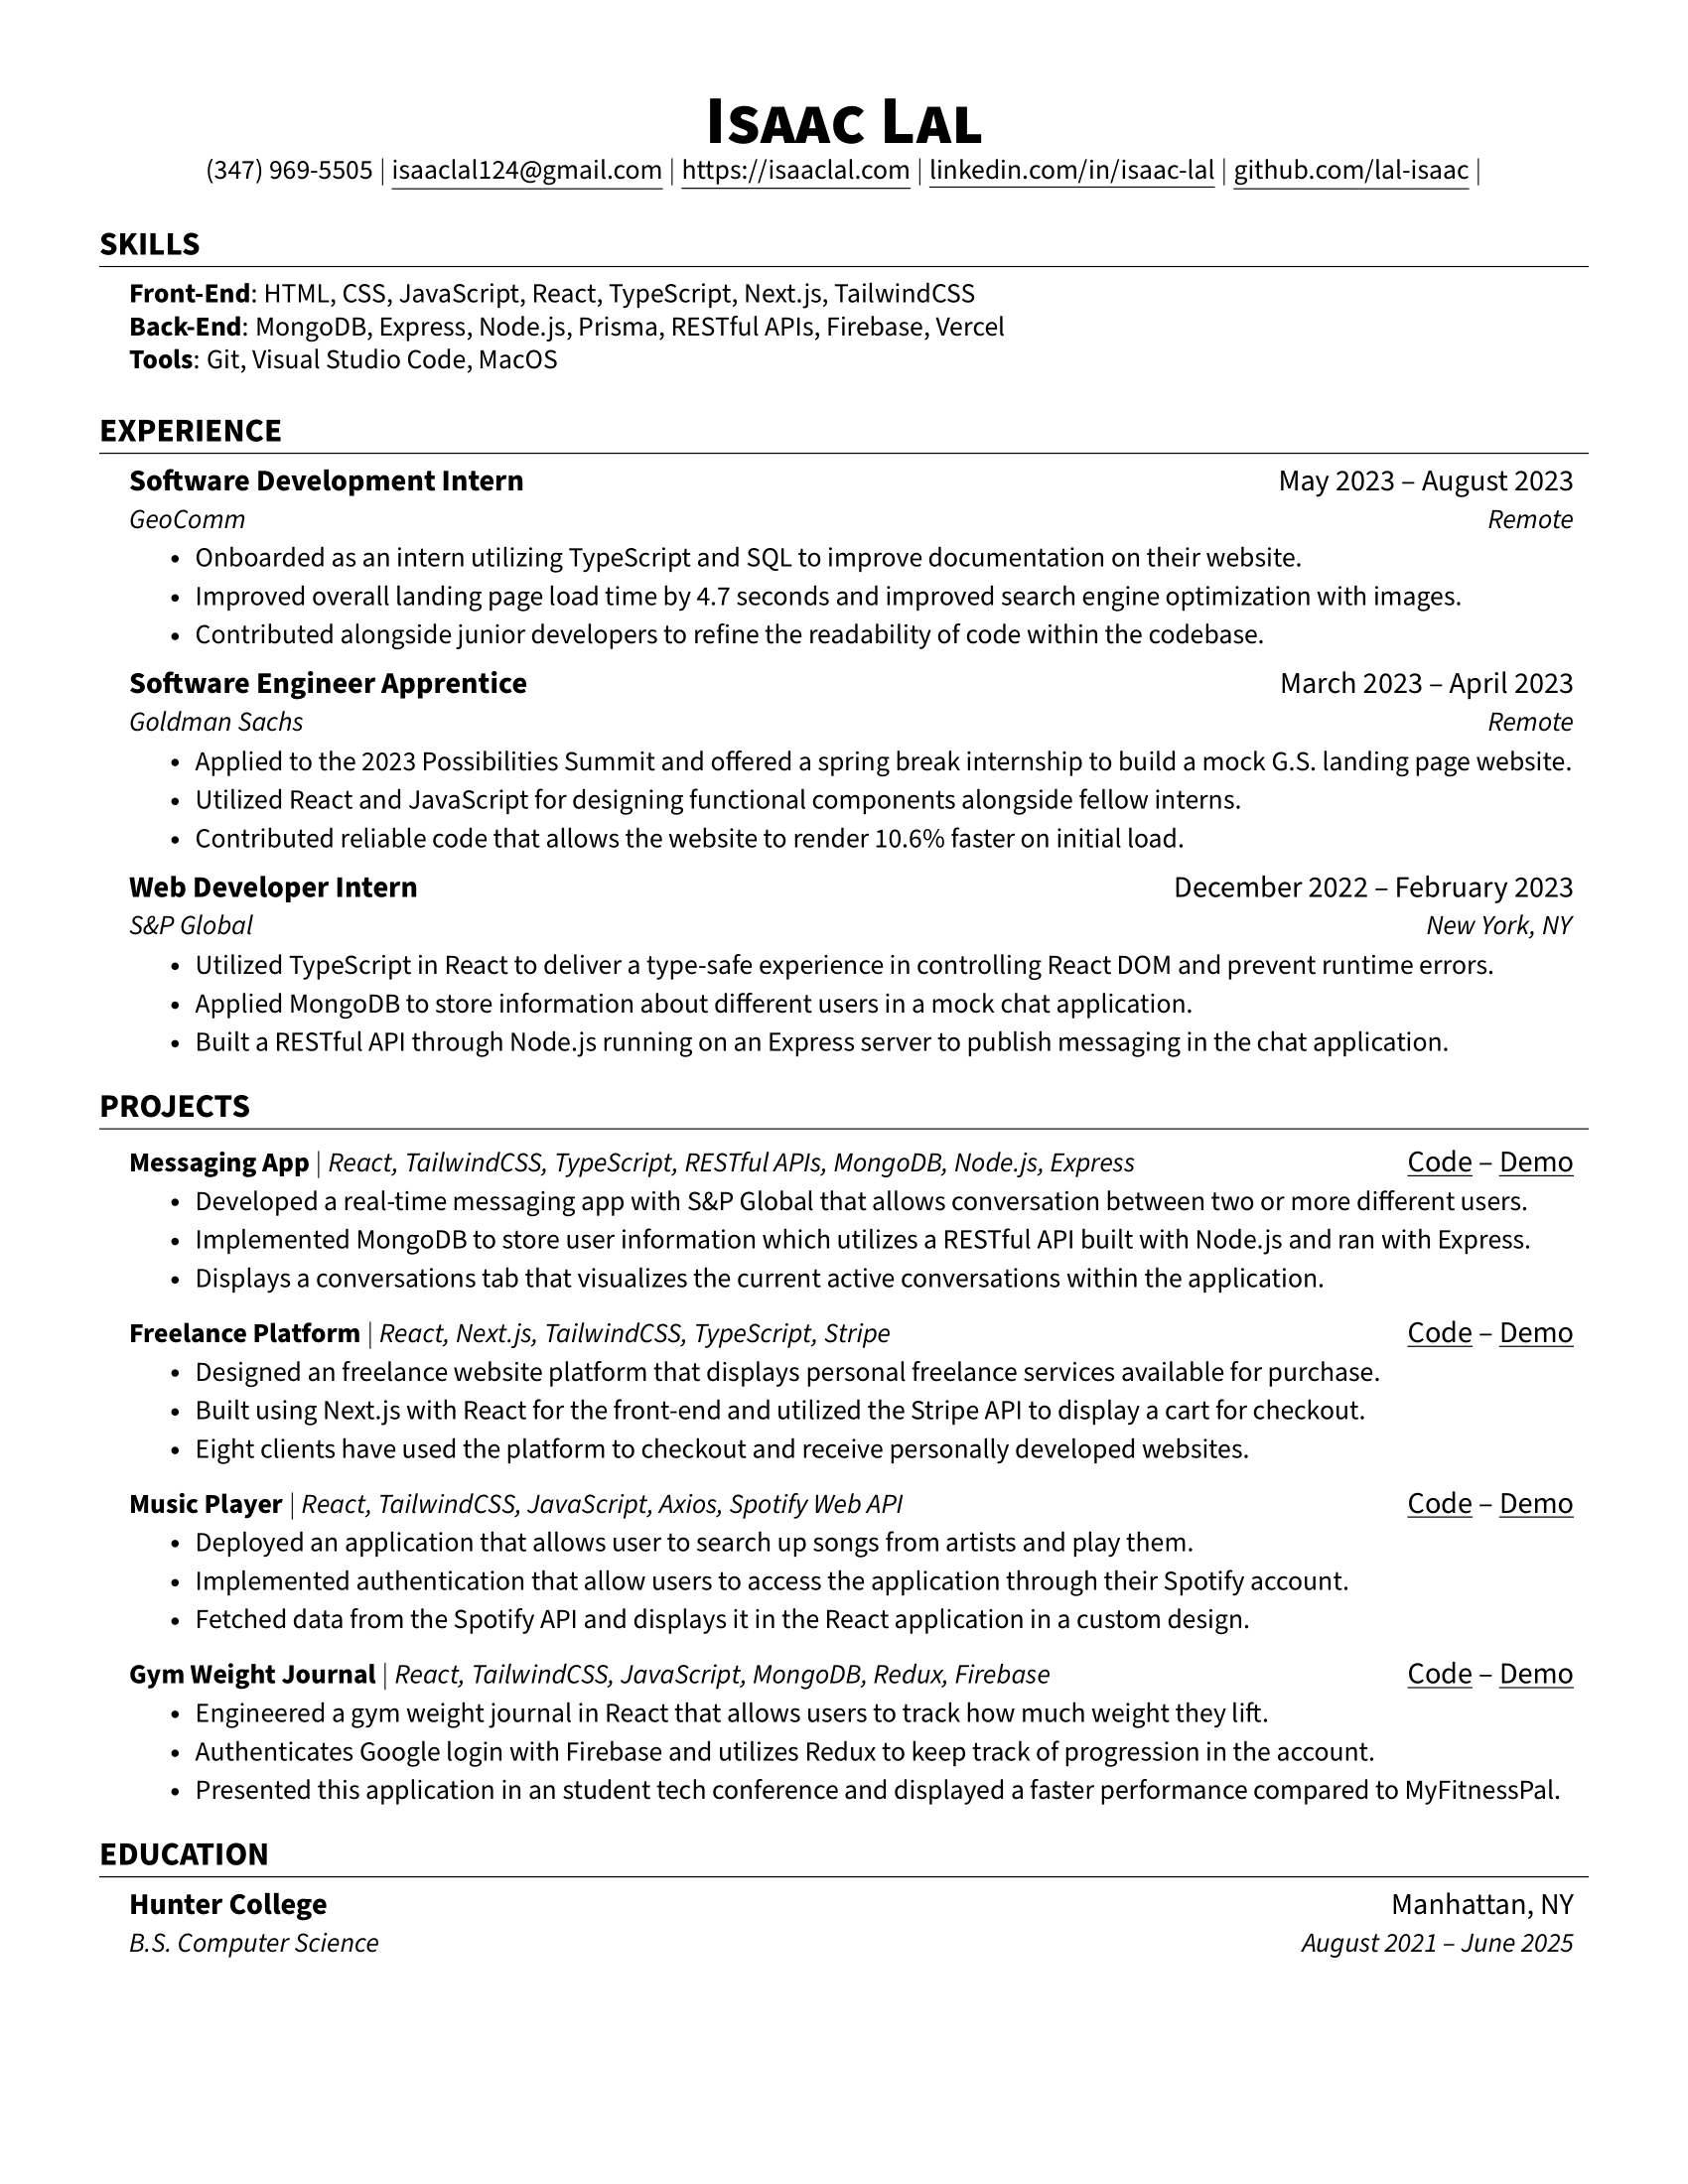 Isaac Lal
(347) 969-5505 | isaaclal124@gmail.com | https://isaaclal.com | linkedin.com/in/isaac-lal | github.com/lal-isaac |
SKILLS
Front-End: HTML, CSS, JavaScript, React, TypeScript, Next.js, TailwindCSS
Back-End: MongoDB, Express, Node.js, Prisma, RESTful APIs, Firebase, Vercel
Tools: Git, Visual Studio Code, MacOS
EXPERIENCE
Software Development Intern May 2023 – August 2023
GeoComm Remote
• Onboarded as an intern utilizing TypeScript and SQL to improve documentation on their website.
• Improved overall landing page load time by 4.7 seconds and improved search engine optimization with images.
• Contributed alongside junior developers to refine the readability of code within the codebase.
Software Engineer Apprentice March 2023 – April 2023
Goldman Sachs Remote
• Applied to the 2023 Possibilities Summit and offered a spring break internship to build a mock G.S. landing page website.
• Utilized React and JavaScript for designing functional components alongside fellow interns.
• Contributed reliable code that allows the website to render 10.6% faster on initial load.
Web Developer Intern December 2022 – February 2023
S&P Global New York, NY
• Utilized TypeScript in React to deliver a type-safe experience in controlling React DOM and prevent runtime errors.
• Applied MongoDB to store information about different users in a mock chat application.
• Built a RESTful API through Node.js running on an Express server to publish messaging in the chat application.
PROJECTS
Messaging App | React, TailwindCSS, TypeScript, RESTful APIs, MongoDB, Node.js, Express Code – Demo
• Developed a real-time messaging app with S&P Global that allows conversation between two or more different users.
• Implemented MongoDB to store user information which utilizes a RESTful API built with Node.js and ran with Express.
• Displays a conversations tab that visualizes the current active conversations within the application.
Freelance Platform | React, Next.js, TailwindCSS, TypeScript, Stripe Code – Demo
• Designed an freelance website platform that displays personal freelance services available for purchase.
• Built using Next.js with React for the front-end and utilized the Stripe API to display a cart for checkout.
• Eight clients have used the platform to checkout and receive personally developed websites.
Music Player | React, TailwindCSS, JavaScript, Axios, Spotify Web API Code – Demo
• Deployed an application that allows user to search up songs from artists and play them.
• Implemented authentication that allow users to access the application through their Spotify account.
• Fetched data from the Spotify API and displays it in the React application in a custom design.
Gym Weight Journal | React, TailwindCSS, JavaScript, MongoDB, Redux, Firebase Code – Demo
• Engineered a gym weight journal in React that allows users to track how much weight they lift.
• Authenticates Google login with Firebase and utilizes Redux to keep track of progression in the account.
• Presented this application in an student tech conference and displayed a faster performance compared to MyFitnessPal.
EDUCATION
Hunter College Manhattan, NY
B.S. Computer Science August 2021 – June 2025